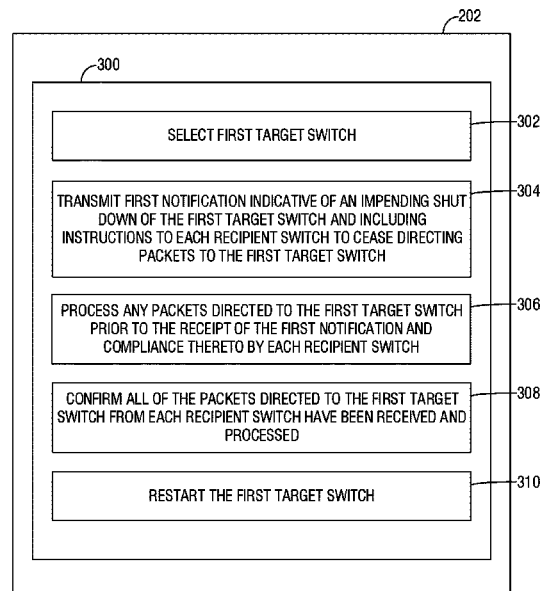 202
300
SELECT FIRST TARGET SWITCH
302
TRANSMIT FIRST NOTIFICATION INDICATIVE OF AN IMPENDING SHUT
DOWN OF THE FIRST TARGET SWITCH AND INCLUDING
INSTRUCTIONS TO EACH RECIPIENT SWITCH TO CEASE DIRECTING
PACKETS TO THE FIRST TARGET SWITCH
304
PROCESS ANY PACKETS DIRECTED TO THE FIRST TARGET SWITCH
PRIOR TO THE RECEIPT OF THE FIRST NOTIFICATION AND
COMPLIANCE THERETO BY EACH RECIPIENT SWITCH
306
CONFIRM ALL OF THE PACKETS DIRECTED TO THE FIRST TARGET
SWITCH FROM EACH RECIPIENT SWITCH HAVE BEEN RECEIVED AND
PROCESSED
308
RESTART THE FIRST TARGET SWITCH
310